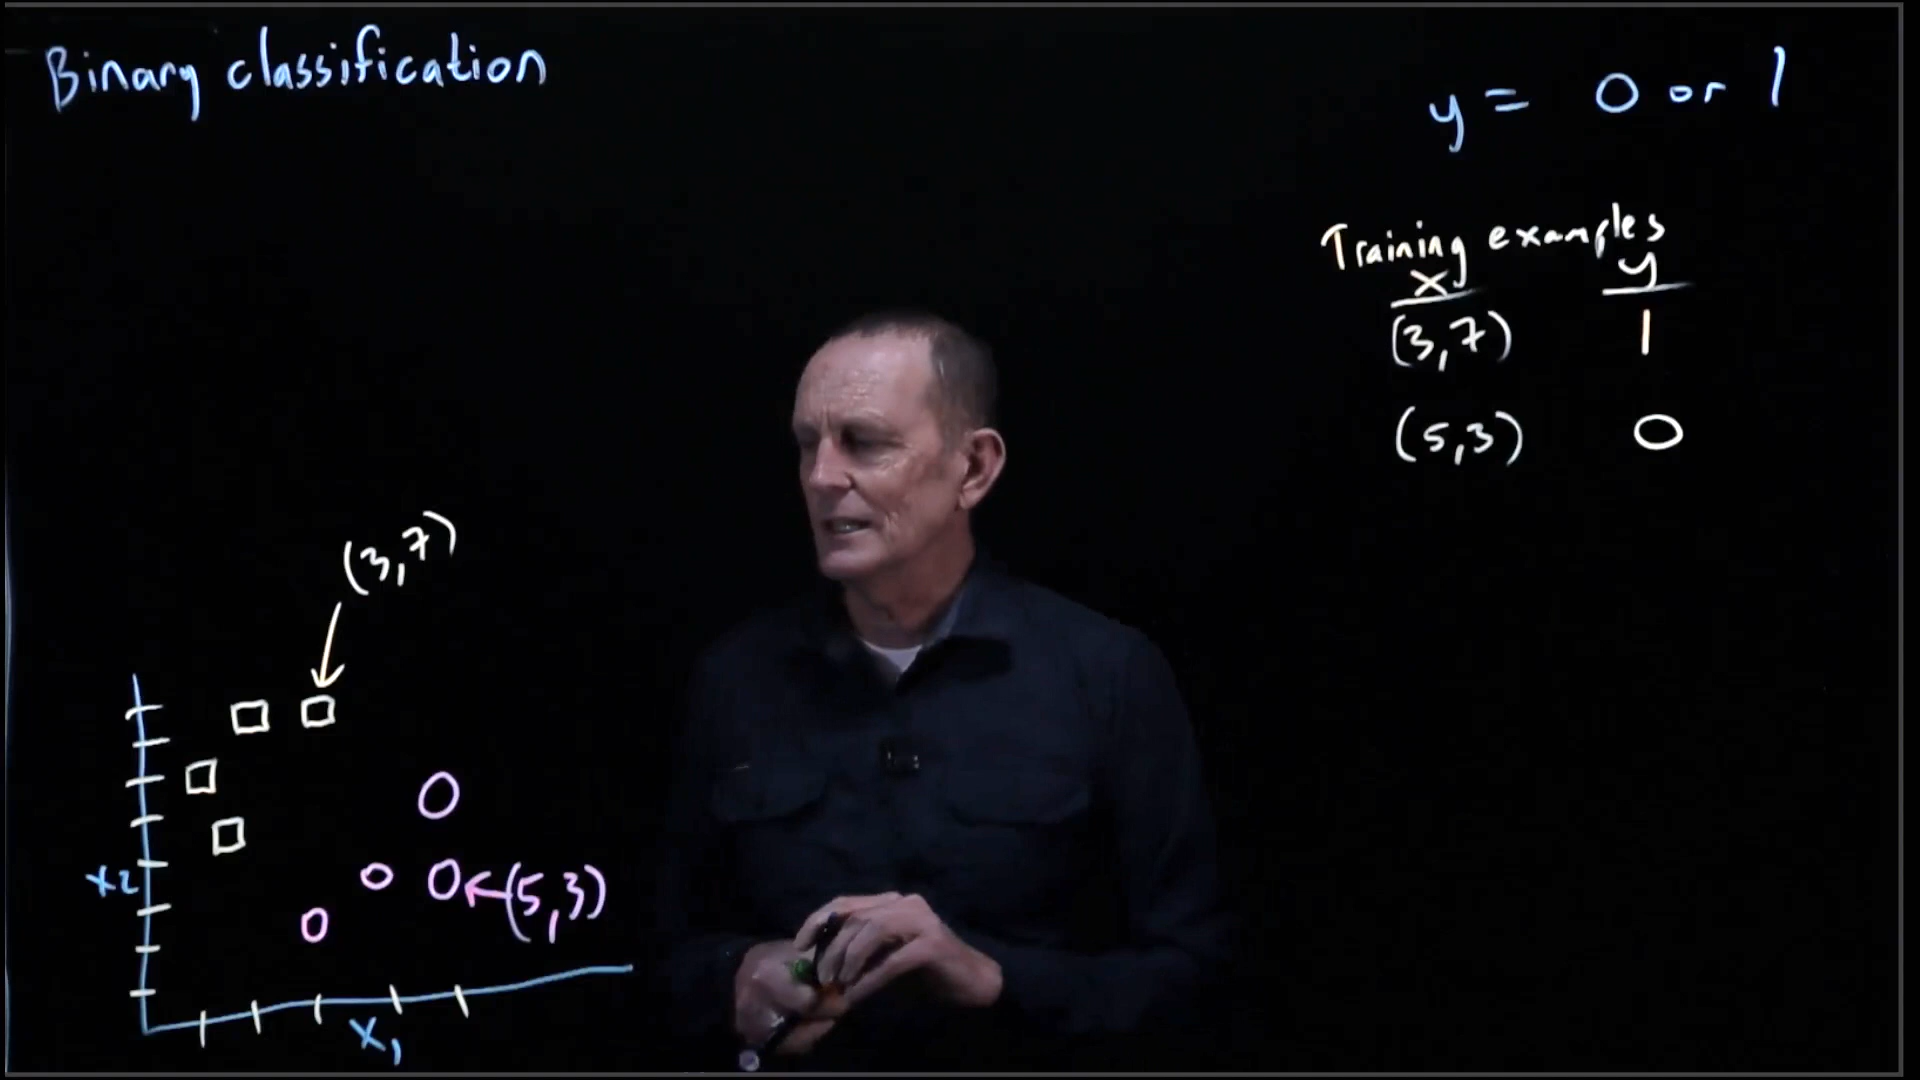 Binary classification
y = 0 or 1
Training examples
x y
(3,7) 1
(5,3) 0
(3,7)
x2
(5,3)
x1